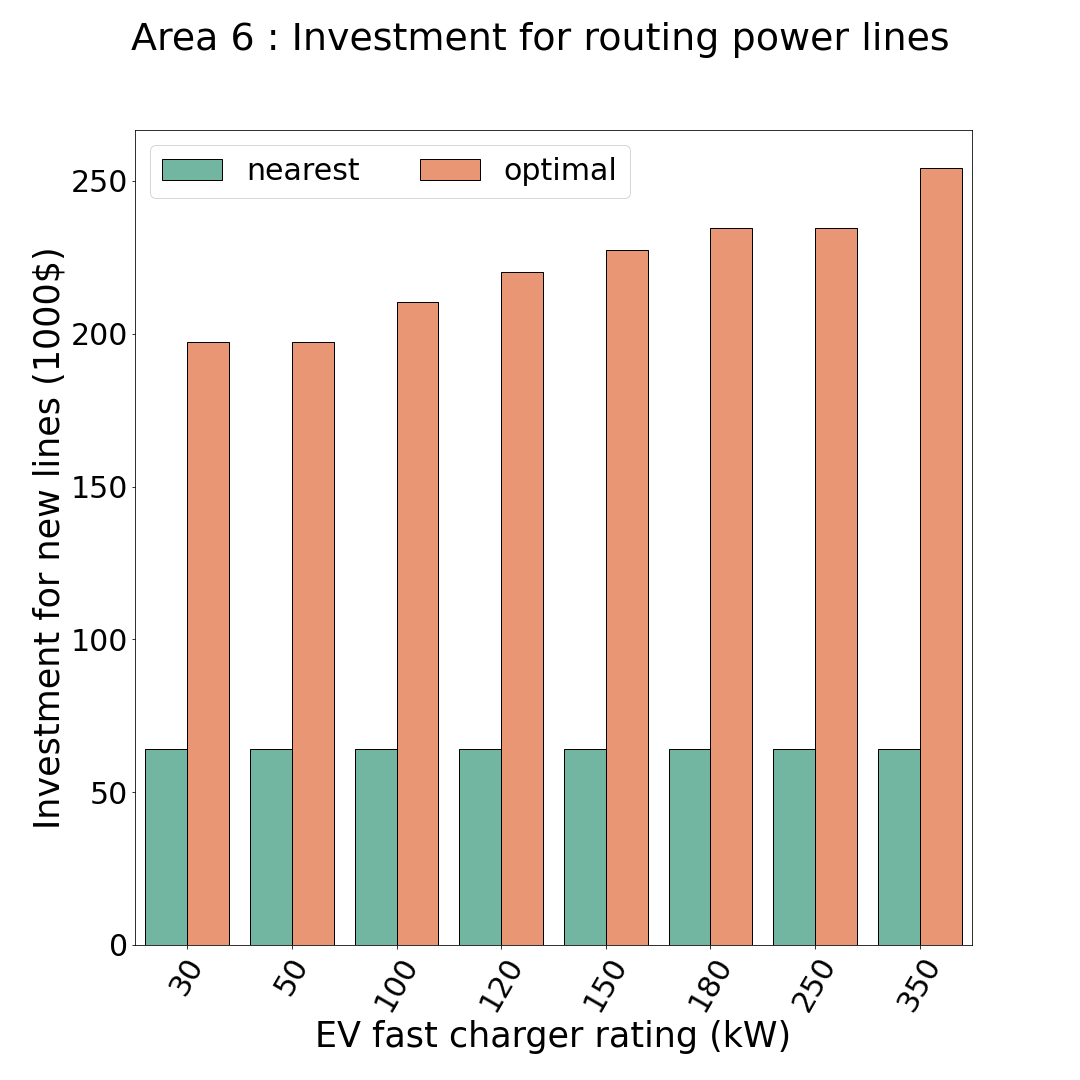 Area 6 : Investment for routing power lines
nearest
optimal
Investment for new lines (1000$)
250
200
150
100
50
0
30
50
100
120
150
180
250
350
EV fast charger rating (kW)